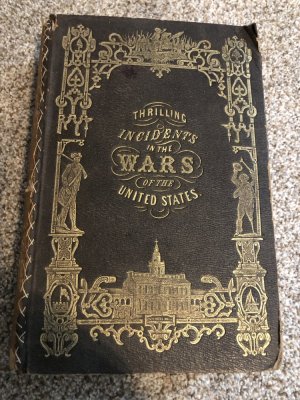 THRILLING
INCIDENTS
IN THE
WARS
OF THE
UNITED STATES.